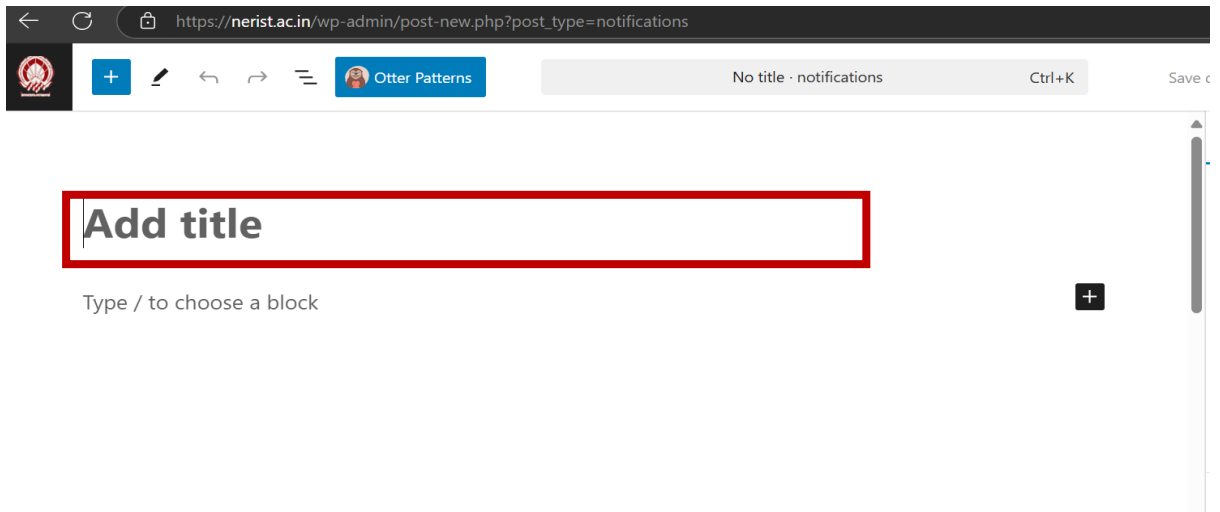 https://nerist.ac.in/wp-admin/post-new.php?post_type=notifications
Otter Patterns
No title · notifications
Ctrl+K
Save
Add title
Type / to choose a block